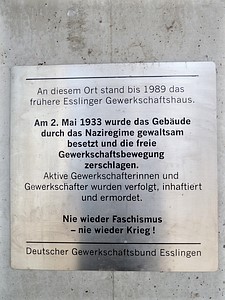 An diesem Ort stand bis 1989 das
frühere Esslinger Gewerkschaftshaus.
Am 2. Mai 1933 wurde das Gebäude
durch das Naziregime gewaltsam
besetzt und die freie
Gewerkschaftsbewegung
zerschlagen.
Aktive Gewerkschafterinnen und
Gewerkschafter wurden verfolgt, inhaftiert
und ermordet.
Nie wieder Faschismus
– nie wieder Krieg !
Deutscher Gewerkschaftsbund Esslingen